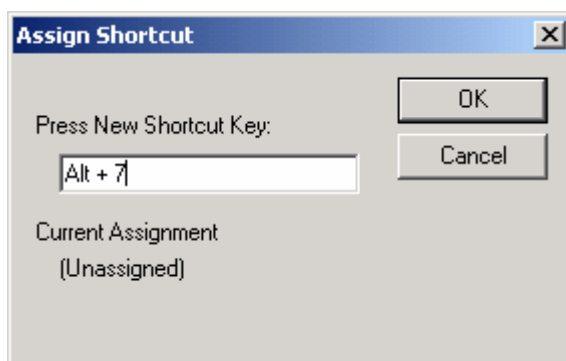 Assign Shortcut
OK
Press New Shortcut Key:
Cancel
Alt + 7
Current Assignment
(Unassigned)